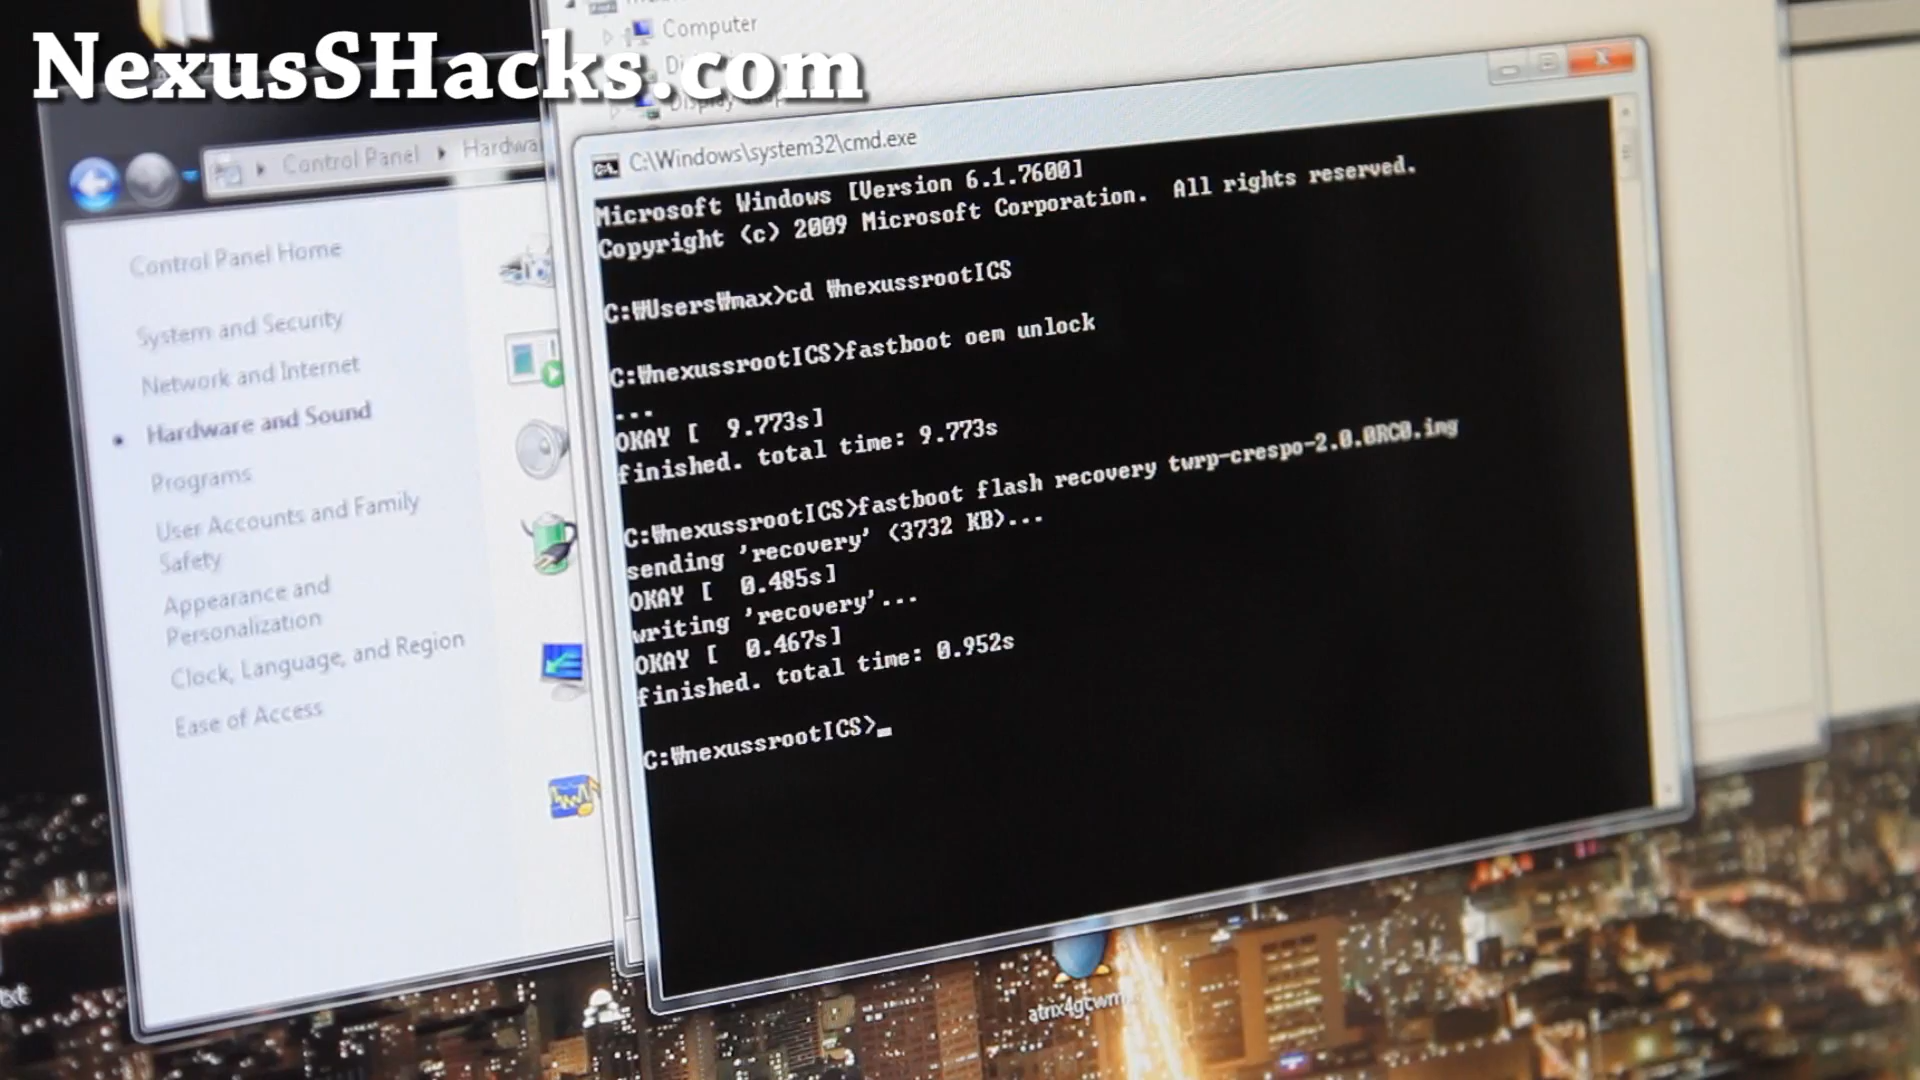 NexusSHacks.com
Computer
Control Panel
Control Panel Home
System and Security
Network and Internet
Hardware and Sound
Programs
User Accounts and Family
Safety
Appearance and
Personalization
Clock, Language, and Region
Ease of Access
C:\Windows\system32\cmd.exe
Microsoft Windows [Version 6.1.7600]
Copyright (c) 2009 Microsoft Corporation. All rights reserved.
C:₩Users₩max>cd ₩nexussrootICS
C:₩nexussrootICS>fastboot oem unlock
...
OKAY [ 9.773s]
finished. total time: 9.773s
C:₩nexussrootICS>fastboot flash recovery twrp-crespo-2.0.0RC0.img
sending 'recovery' (3732 KB)...
OKAY [ 0.485s]
writing 'recovery'...
OKAY [ 0.467s]
finished. total time: 0.952s
C:₩nexussrootICS>_